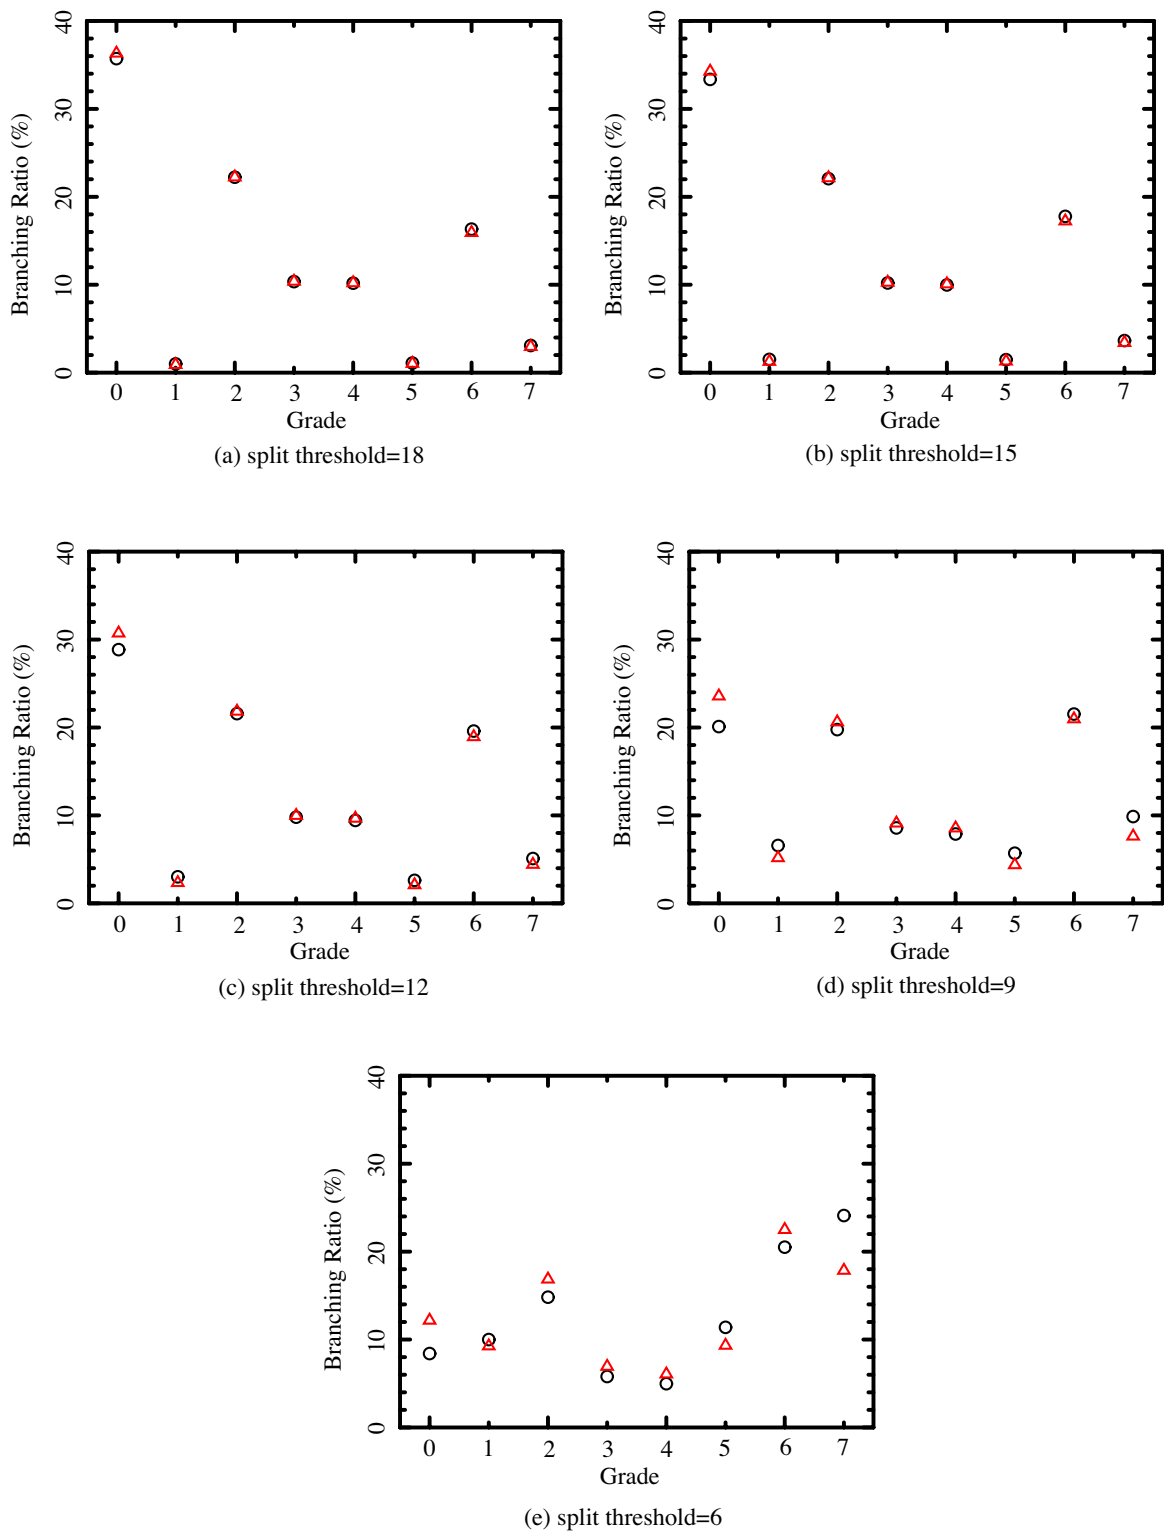 40
30
20
10
0
Branching Ratio (%)
0 1 2 3 4 5 6 7
Grade
(a) split threshold=18
40
30
20
10
0
Branching Ratio (%)
0 1 2 3 4 5 6 7
Grade
(b) split threshold=15
40
30
20
10
0
Branching Ratio (%)
0 1 2 3 4 5 6 7
Grade
(c) split threshold=12
40
30
20
10
0
Branching Ratio (%)
0 1 2 3 4 5 6 7
Grade
(d) split threshold=9
40
30
20
10
0
Branching Ratio (%)
0 1 2 3 4 5 6 7
Grade
(e) split threshold=6